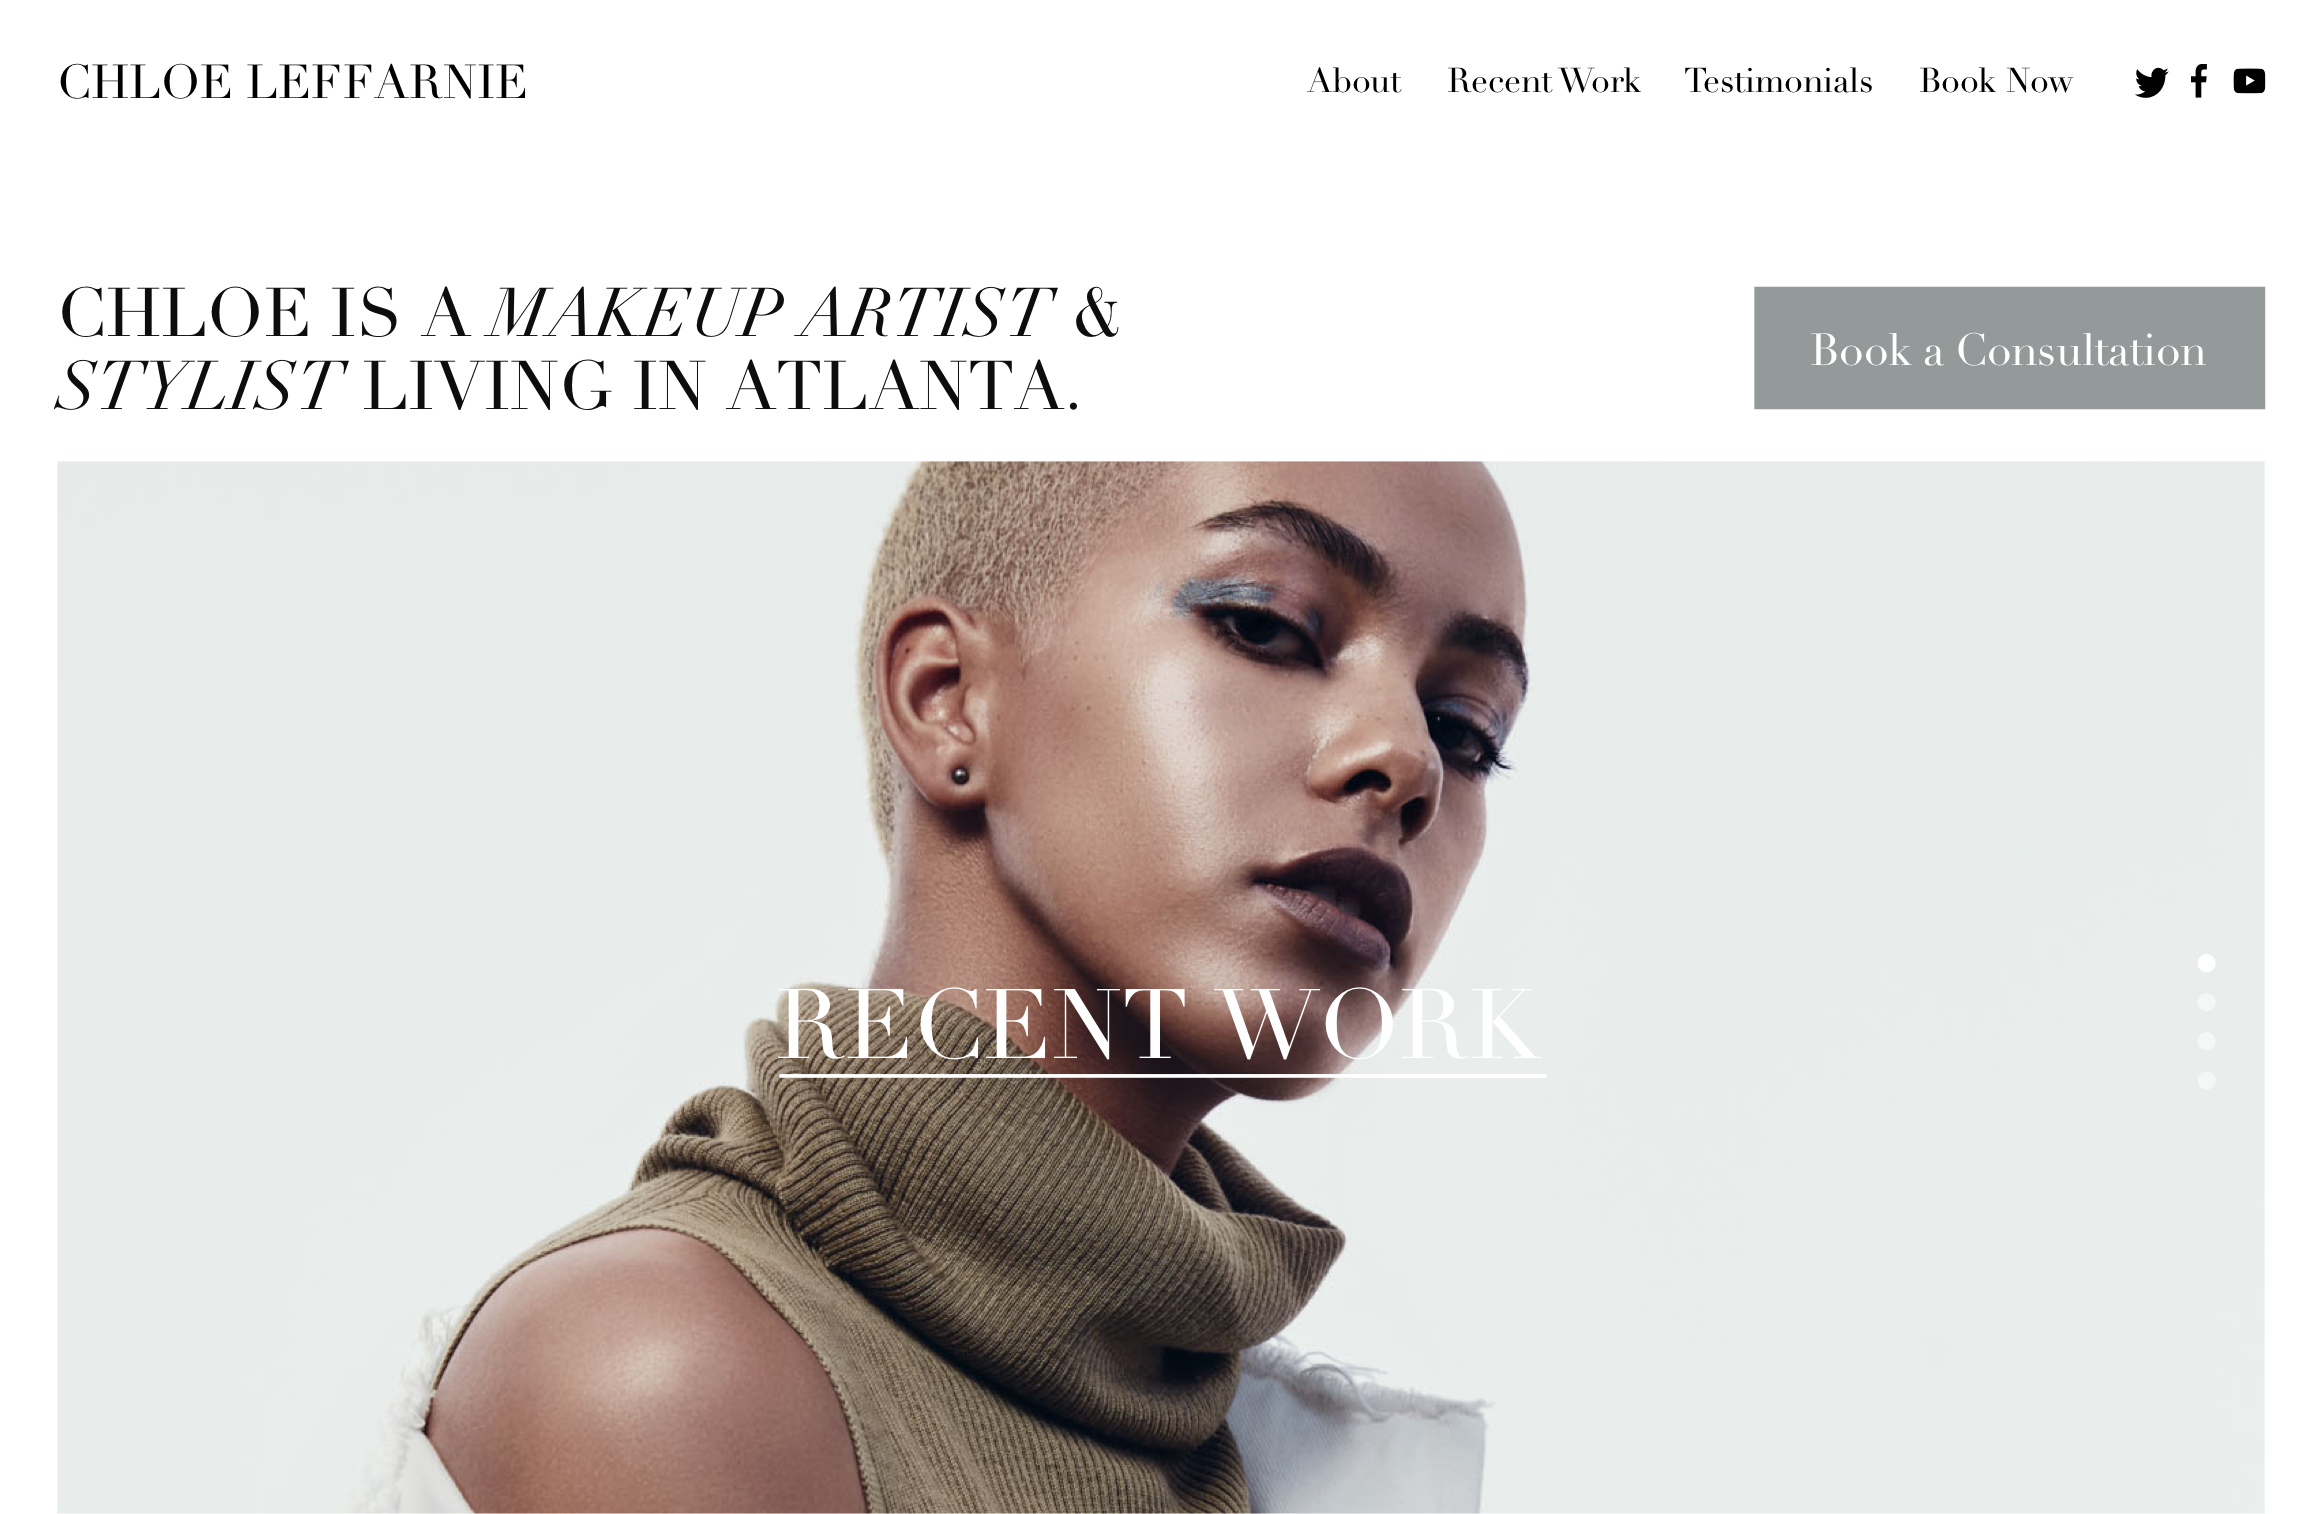 CHLOE LEFFARNIE
About
Recent Work
Testimonials
Book Now
CHLOE IS A MAKEUP ARTIST &
STYLIST LIVING IN ATLANTA.
Book a Consultation
RECENT WORK